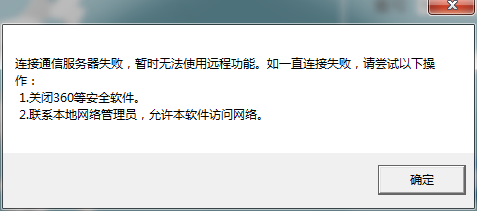 连接通信服务器失败，暂时无法使用远程功能。如一直连接失败，请尝试以下操
作：
1.关闭360等安全软件。
2.联系本地网络管理员，允许本软件访问网络。
确定